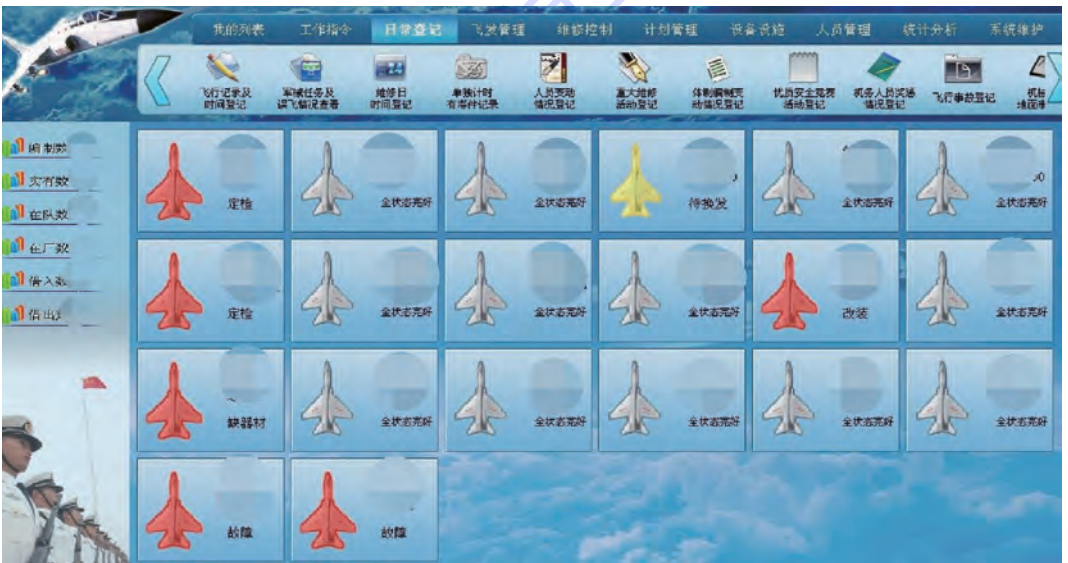 我的列表 工作指令 日常登记 飞发管理 维修控制 计划管理 设备设施 人员管理 统计分析 系统维护
飞行记录及 军械任务及 维修日 单独计时 人员变动 重大维修 体制编制变 优质安全竞赛 机务人员奖惩 飞行事故登记
时间登记 误飞情况查看 时间登记 有寿件记录 情况登记 活动登记 动情况登记 活动登记 情况登记 地面事
编制数
实有数
在队数
在厂数
借入数
借出
定检 全状态完好 全状态完好 待换发 全状态完好 全状态完好
定检 全状态完好 全状态完好 全状态完好 改装 全状态完好
缺器材 全状态完好 全状态完好 全状态完好 全状态完好 全状态完好
故障 故障